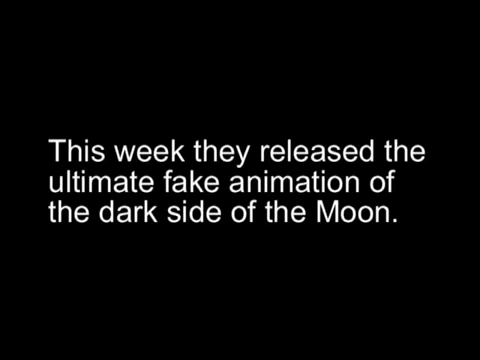 This week they released the
ultimate fake animation of
the dark side of the Moon.